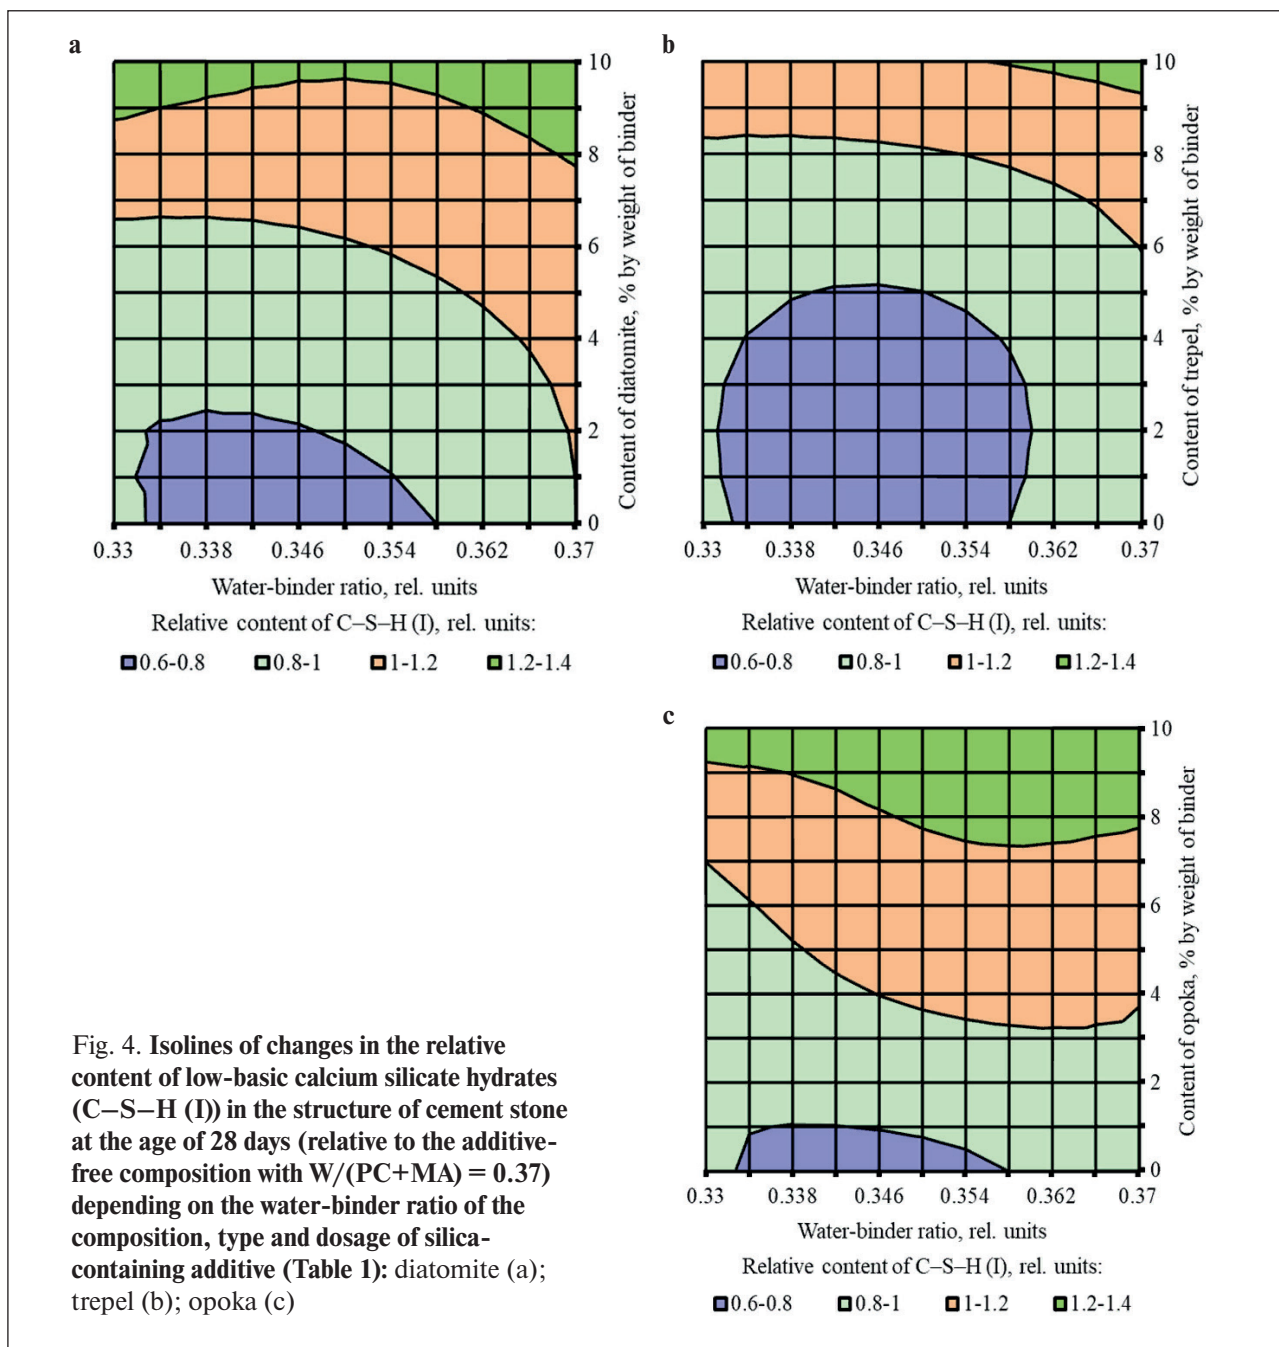 a
10
8
6
4
2
0
Content of diatomite, % by weight of binder
0.33 0.338 0.346 0.354 0.362 0.37
Water-binder ratio, rel. units
Relative content of C–S–H (I), rel. units:
0.6-0.8 0.8-1 1-1.2 1.2-1.4
b
10
8
6
4
2
0
Content of trepel, % by weight of binder
0.33 0.338 0.346 0.354 0.362 0.37
Water-binder ratio, rel. units
Relative content of C–S–H (I), rel. units:
0.6-0.8 0.8-1 1-1.2 1.2-1.4
c
10
8
6
4
2
0
Content of opoka, % by weight of binder
0.33 0.338 0.346 0.354 0.362 0.37
Water-binder ratio, rel. units
Relative content of C–S–H (I), rel. units:
0.6-0.8 0.8-1 1-1.2 1.2-1.4
Fig. 4. Isolines of changes in the relative
content of low-basic calcium silicate hydrates
(C–S–H (I)) in the structure of cement stone
at the age of 28 days (relative to the additive-
free composition with W/(PC+MA) = 0.37)
depending on the water-binder ratio of the
composition, type and dosage of silica-
containing additive (Table 1): diatomite (a);
trepel (b); opoka (c)